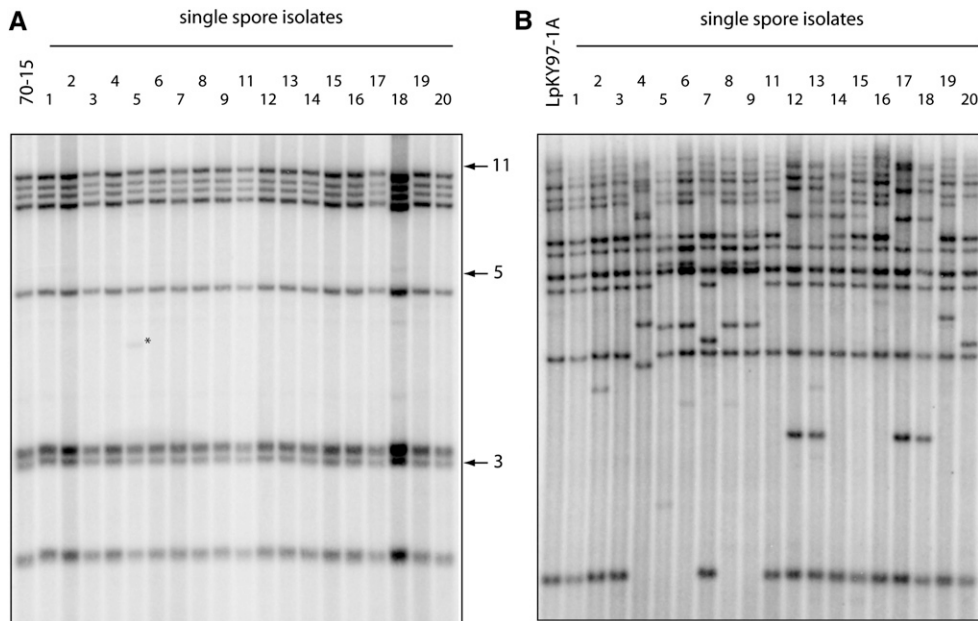 A
single spore isolates
70-15
2 4 6 8 11 13 15 17 19
1 3 5 7 9 12 14 16 18 20
11
5
*
3
B
single spore isolates
LpKY97-1A
2 4 6 8 11 13 15 17 19
1 3 5 7 9 12 14 16 18 20